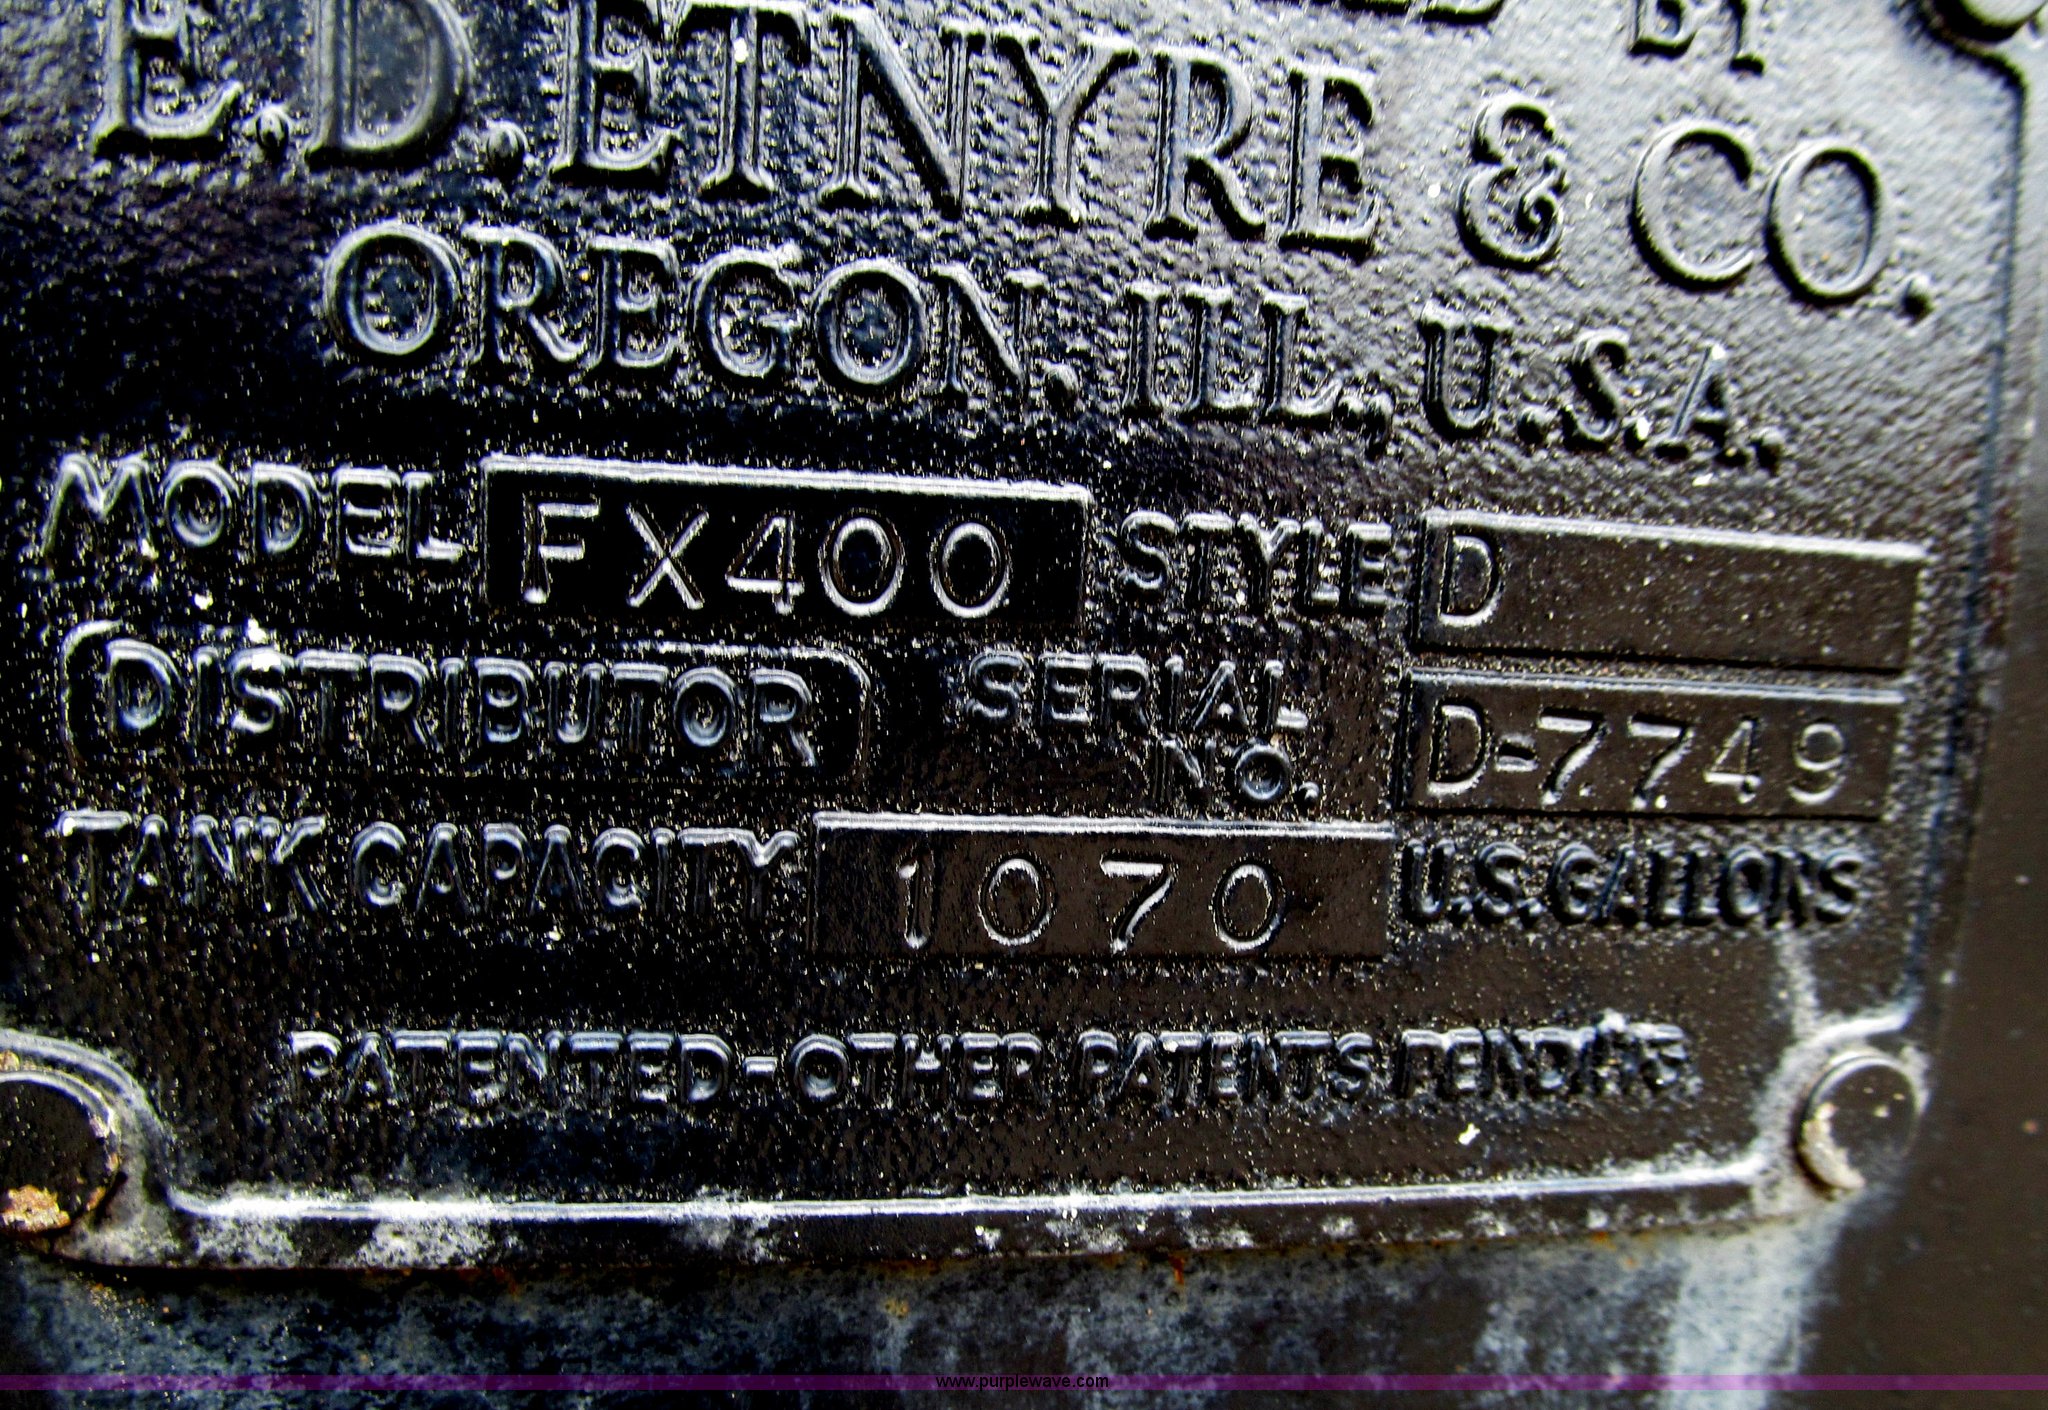 BY
E. D. ETNYRE & CO.
OREGON, ILL., U.S.A.
MODEL FX400 STYLE D
DISTRIBUTOR SERIAL NO. D-7749
TANK CAPACITY 1070 U.S. GALLONS
PATENTED-OTHER PATENTS PENDING
www.purplewave.com